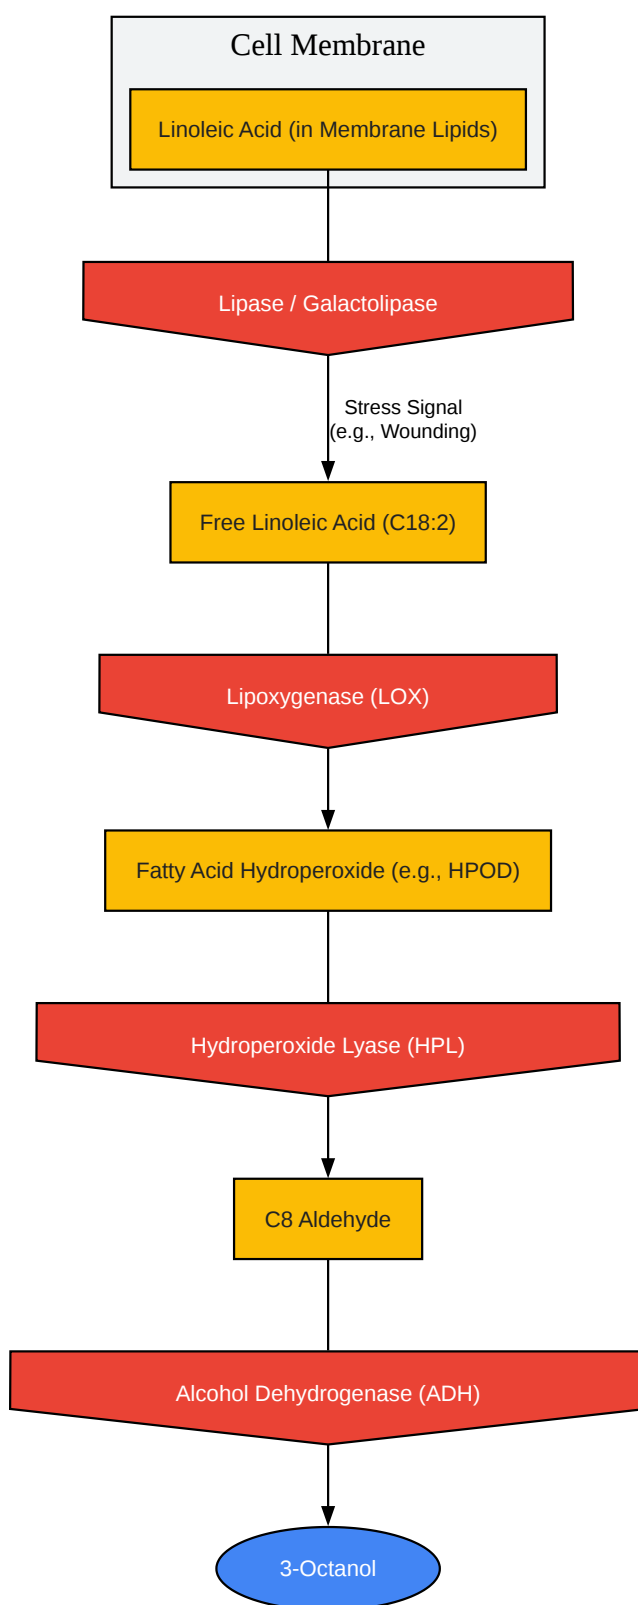 Cell Membrane
Linoleic Acid (in Membrane Lipids)
Lipase / Galactolipase
Stress Signal
(e.g., Wounding)
Free Linoleic Acid (C18:2)
Lipoxygenase (LOX)
Fatty Acid Hydroperoxide (e.g., HPOD)
Hydroperoxide Lyase (HPL)
C8 Aldehyde
Alcohol Dehydrogenase (ADH)
3-Octanol